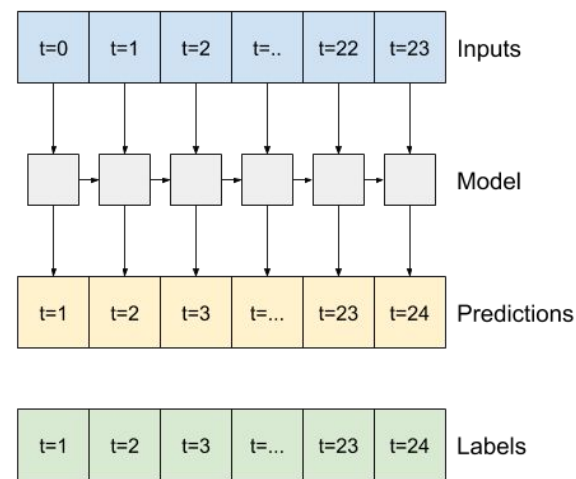 t=0 t=1 t=2 t=.. t=22 t=23 Inputs
Model
t=1 t=2 t=3 t=... t=23 t=24 Predictions
t=1 t=2 t=3 t=... t=23 t=24 Labels